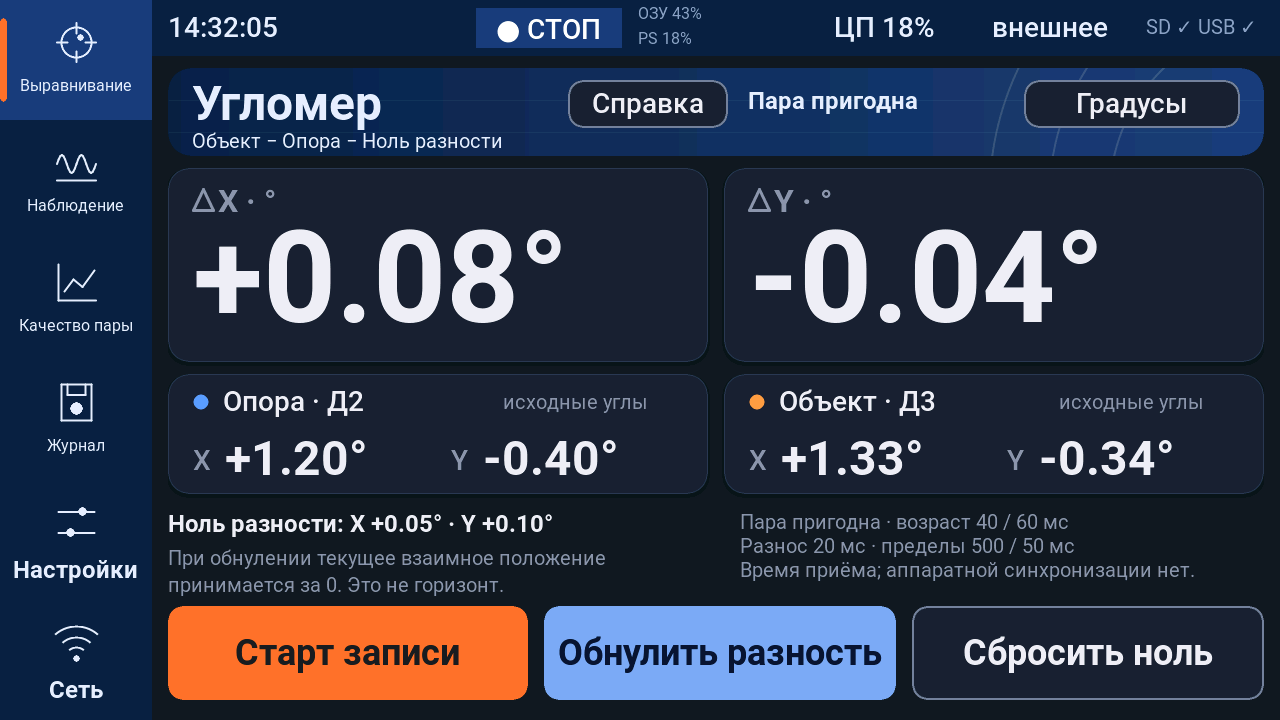 14:32:05
● СТОП
ОЗУ 43%
PS 18%
ЦП 18%
внешнее
SD ✓ USB ✓
Выравнивание
Наблюдение
Качество пары
Журнал
Настройки
Сеть
Угломер
Объект − Опора − Ноль разности
Справка
Пара пригодна
Градусы
ΔX · °
+0.08°
ΔY · °
-0.04°
Опора · Д2
исходные углы
X +1.20° Y -0.40°
Объект · Д3
исходные углы
X +1.33° Y -0.34°
Ноль разности: X +0.05° · Y +0.10°
При обнулении текущее взаимное положение
принимается за 0. Это не горизонт.
Пара пригодна · возраст 40 / 60 мс
Разнос 20 мс · пределы 500 / 50 мс
Время приёма; аппаратной синхронизации нет.
Старт записи
Обнулить разность
Сбросить ноль